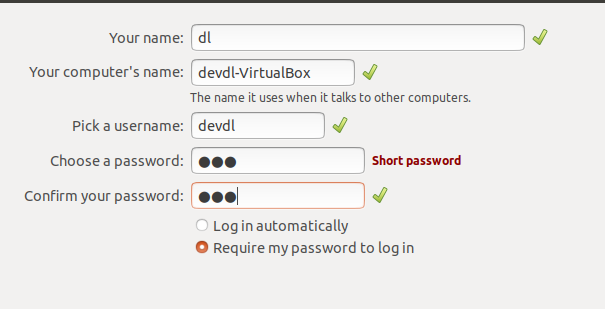 Your name: dl
Your computer's name: devdl-VirtualBox
The name it uses when it talks to other computers.
Pick a username: devdl
Choose a password: ●●● Short password
Confirm your password: ●●●
Log in automatically
Require my password to log in